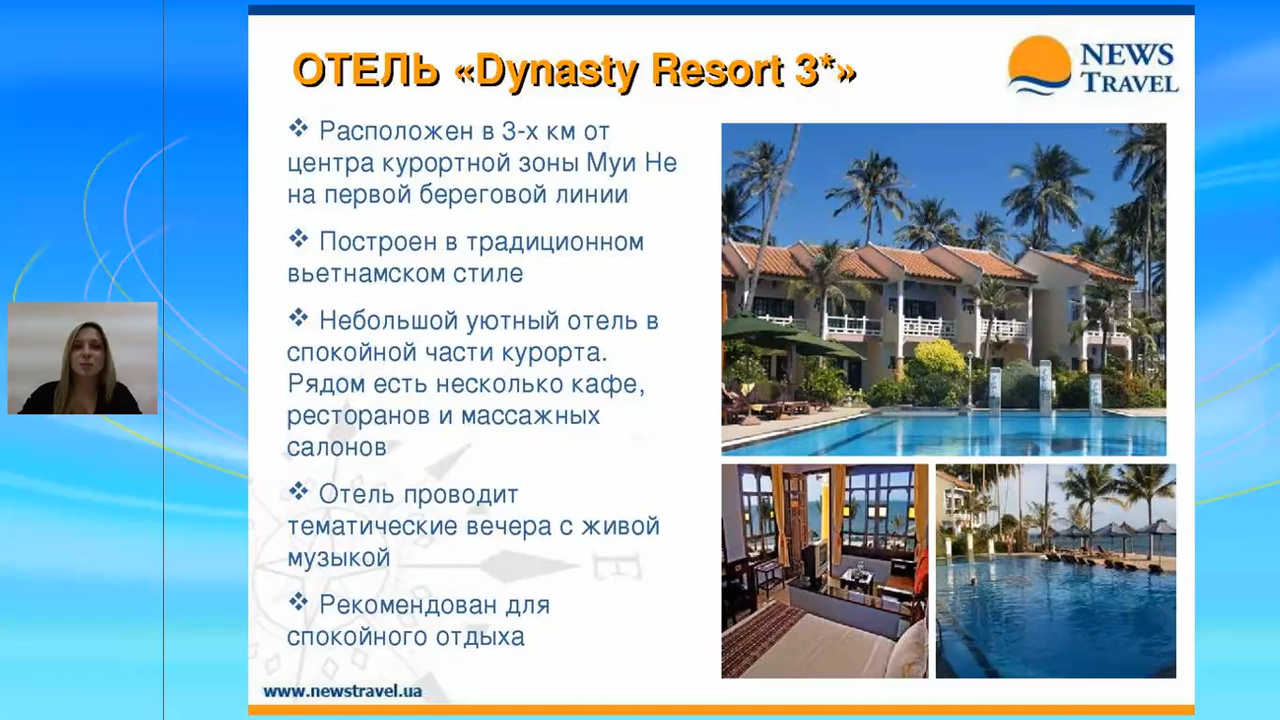 ОТЕЛЬ «Dynasty Resort 3*»
NEWS
TRAVEL
❖ Расположен в 3-х км от
центра курортной зоны Муи Не
на первой береговой линии
❖ Построен в традиционном
вьетнамском стиле
❖ Небольшой уютный отель в
спокойной части курорта.
Рядом есть несколько кафе,
ресторанов и массажных
салонов
❖ Отель проводит
тематические вечера с живой
музыкой
❖ Рекомендован для
спокойного отдыха
E
www.newstravel.ua